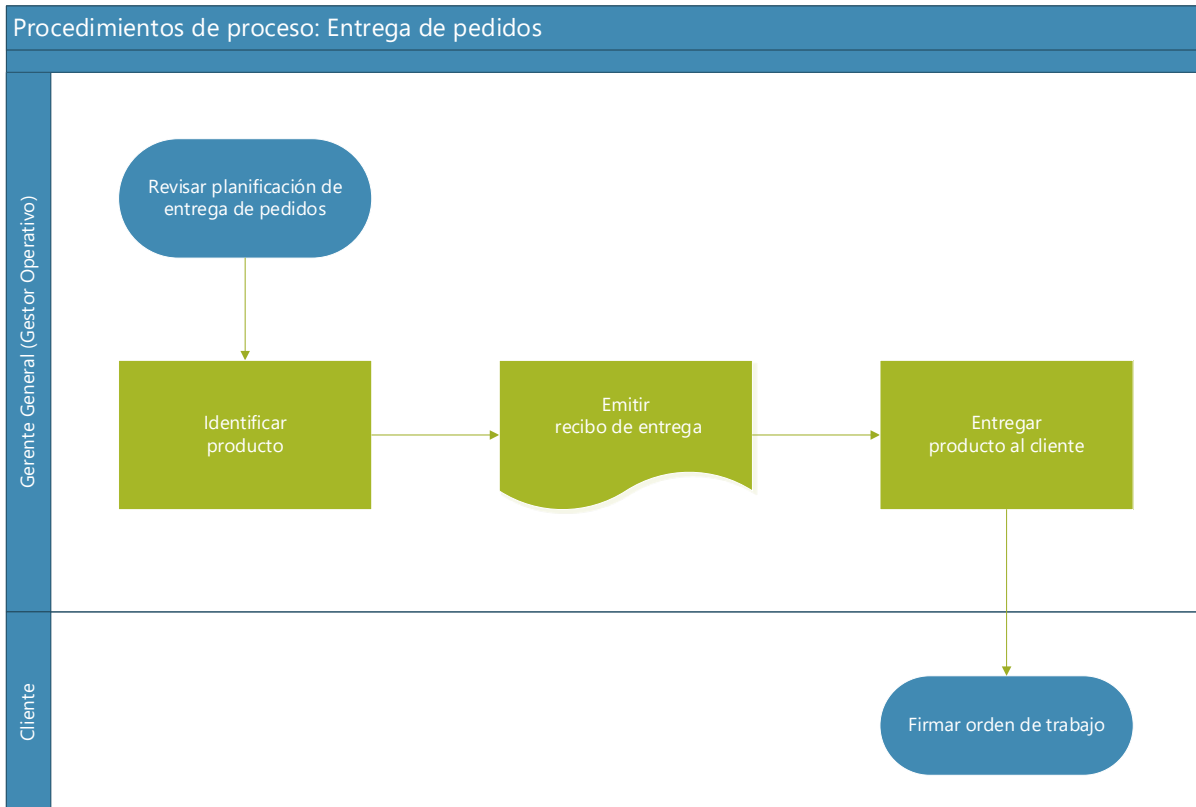 Procedimientos de proceso: Entrega de pedidos
Gerente General (Gestor Operativo)
Revisar planificación de
entrega de pedidos
Identificar
producto
Emitir
recibo de entrega
Entregar
producto al cliente
Cliente
Firmar orden de trabajo